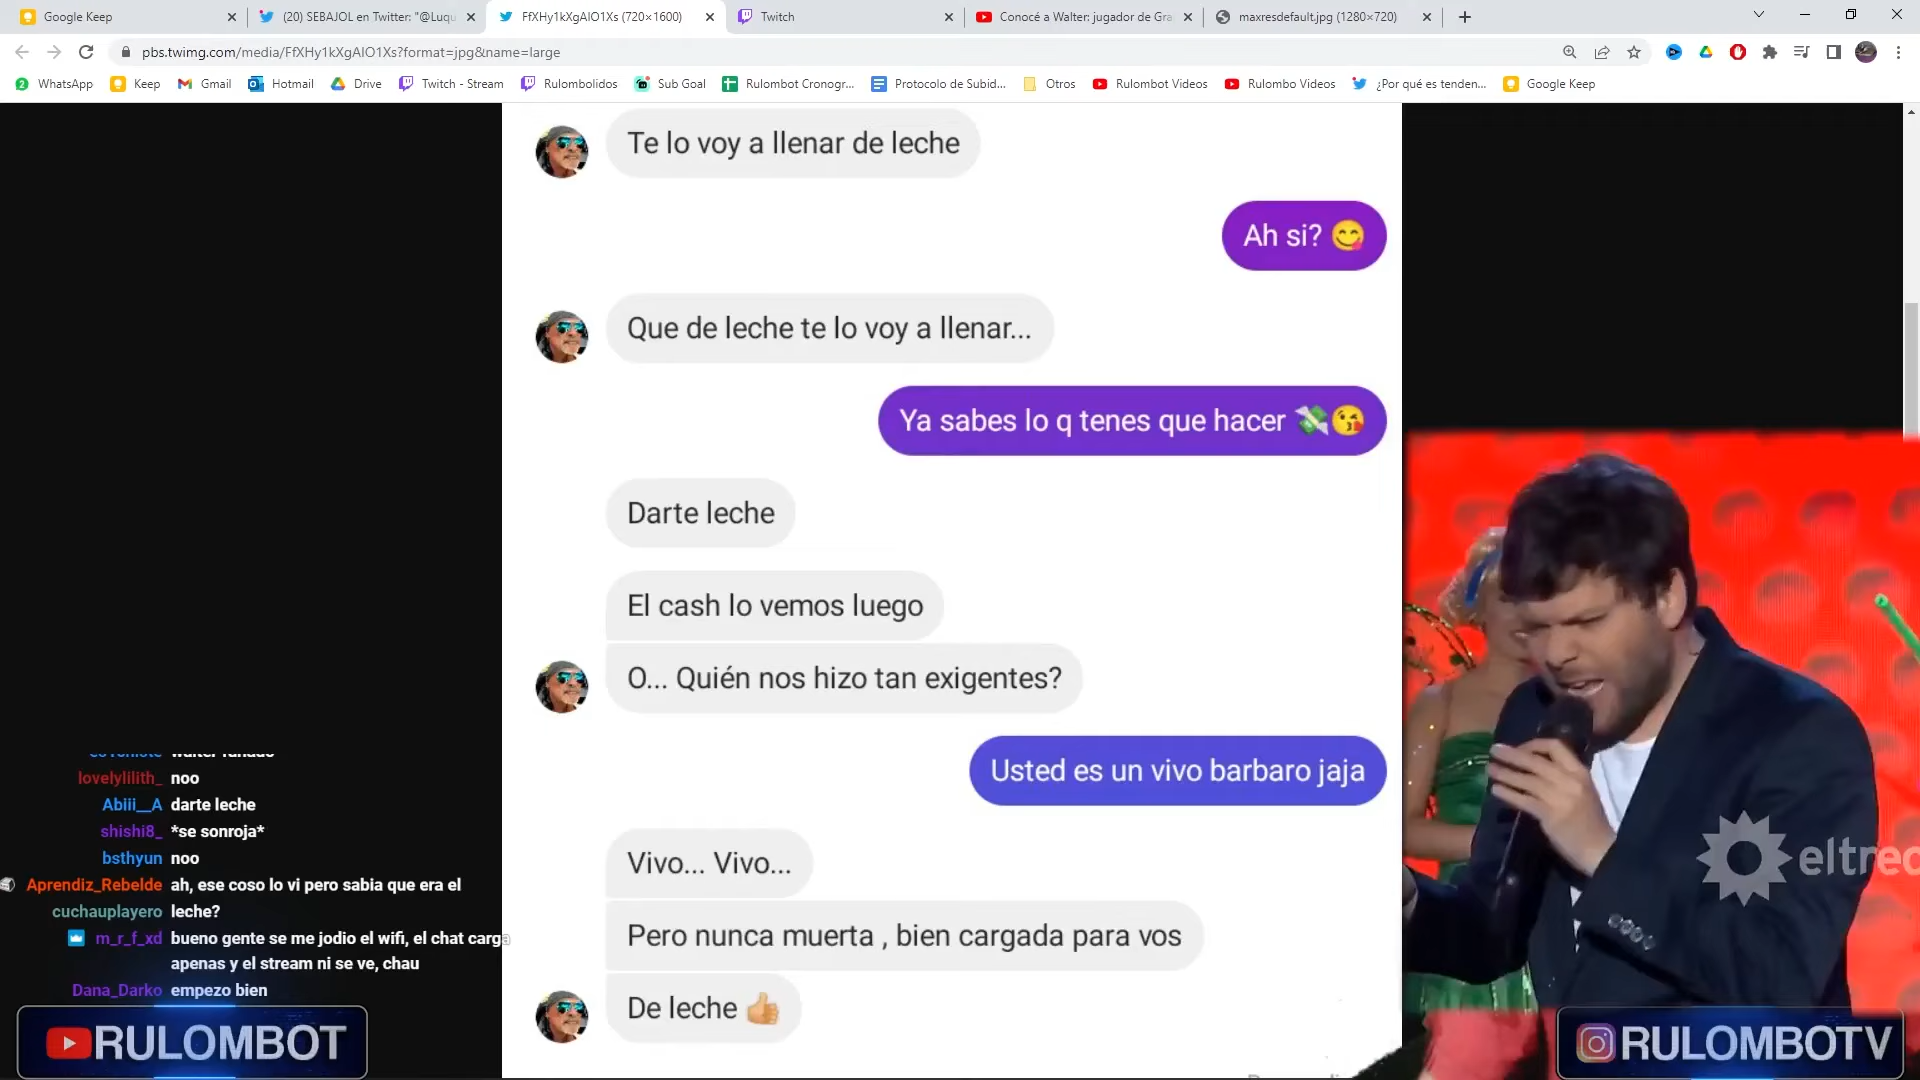 Google Keep
(20) SEBAJOL en Twitter: "@Luqu
FfXHy1kXgAIO1Xs (720×1600)
Twitch
Conocé a Walter: jugador de Gra
maxresdefault.jpg (1280×720)
pbs.twimg.com/media/FfXHy1kXgAIO1Xs?format=jpg&name=large
WhatsApp
Keep
Gmail
Hotmail
Drive
Twitch - Stream
Rulombolidos
Sub Goal
Rulombot Cronogr...
Protocolo de Subid...
Otros
Rulombot Videos
Rulombo Videos
¿Por qué es tenden...
Google Keep
Te lo voy a llenar de leche
Ah si? 😋
Que de leche te lo voy a llenar...
Ya sabes lo q tenes que hacer 💸😘
Darte leche
El cash lo vemos luego
O... Quién nos hizo tan exigentes?
Usted es un vivo barbaro jaja
Vivo... Vivo...
Pero nunca muerta , bien cargada para vos
De leche 👍🏼
lovelylilith_ noo
Abiii__A darte leche
shishi8_ *se sonroja*
bsthyun noo
Aprendiz_Rebelde ah, ese coso lo vi pero sabia que era el
cuchauplayero leche?
m_r_f_xd bueno gente se me jodio el wifi, el chat carga
apenas y el stream ni se ve, chau
Dana_Darko empezo bien
RULOMBOT
eltrec
RULOMBOTV